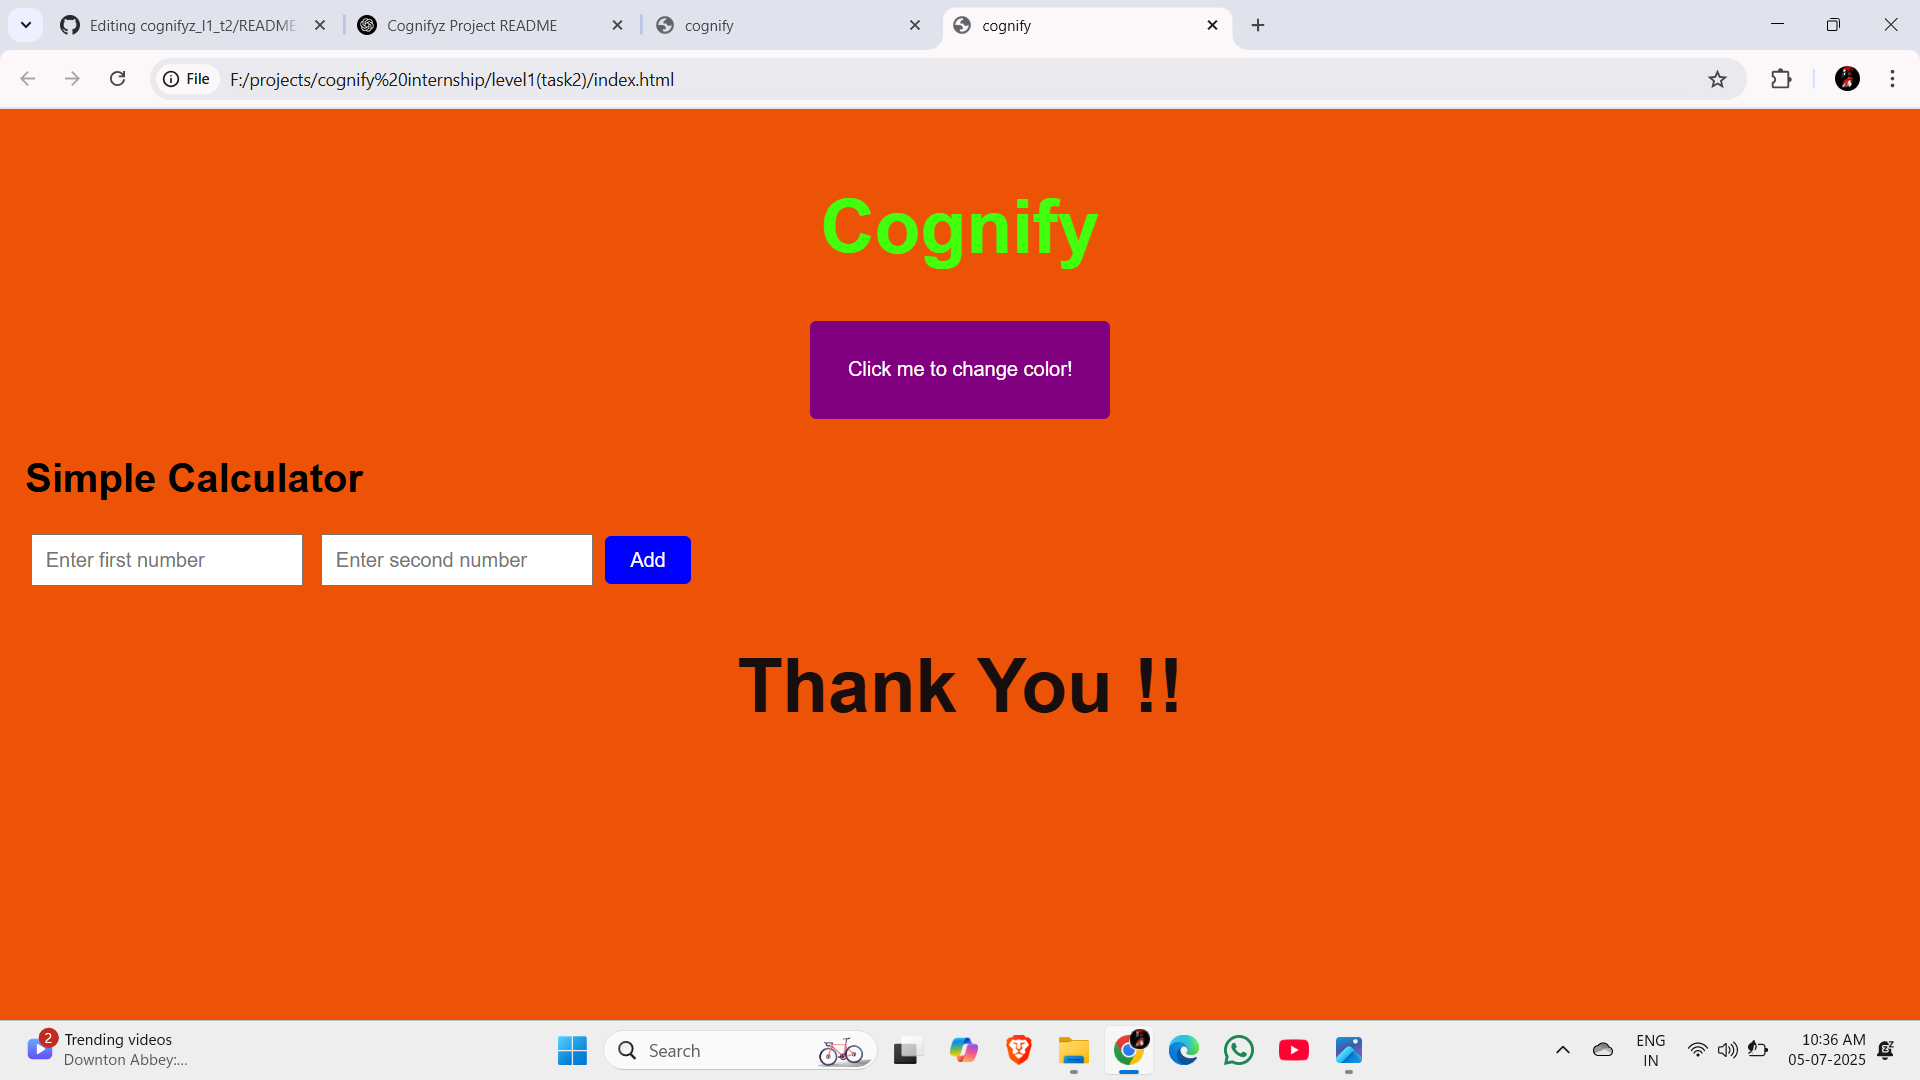 Editing cognifyz_l1_t2/README
Cognifyz Project README
cognify
cognify
File
F:/projects/cognify%20internship/level1(task2)/index.html
Cognify
Click me to change color!
Simple Calculator
Enter first number
Enter second number
Add
Thank You !!
2
Trending videos
Downton Abbey:...
Search
ENG
IN
10:36 AM
05-07-2025